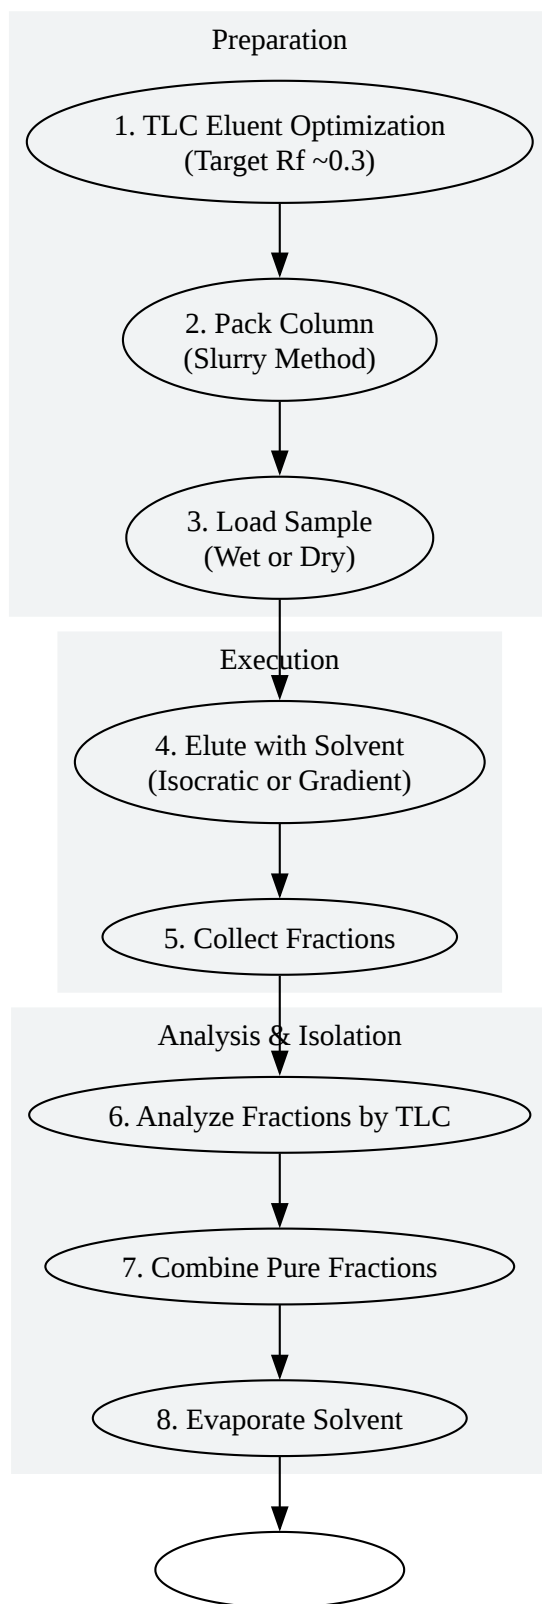 Preparation
1. TLC Eluent Optimization
(Target Rf ~0.3)
2. Pack Column
(Slurry Method)
3. Load Sample
(Wet or Dry)
Execution
4. Elute with Solvent
(Isocratic or Gradient)
5. Collect Fractions
Analysis & Isolation
6. Analyze Fractions by TLC
7. Combine Pure Fractions
8. Evaporate Solvent